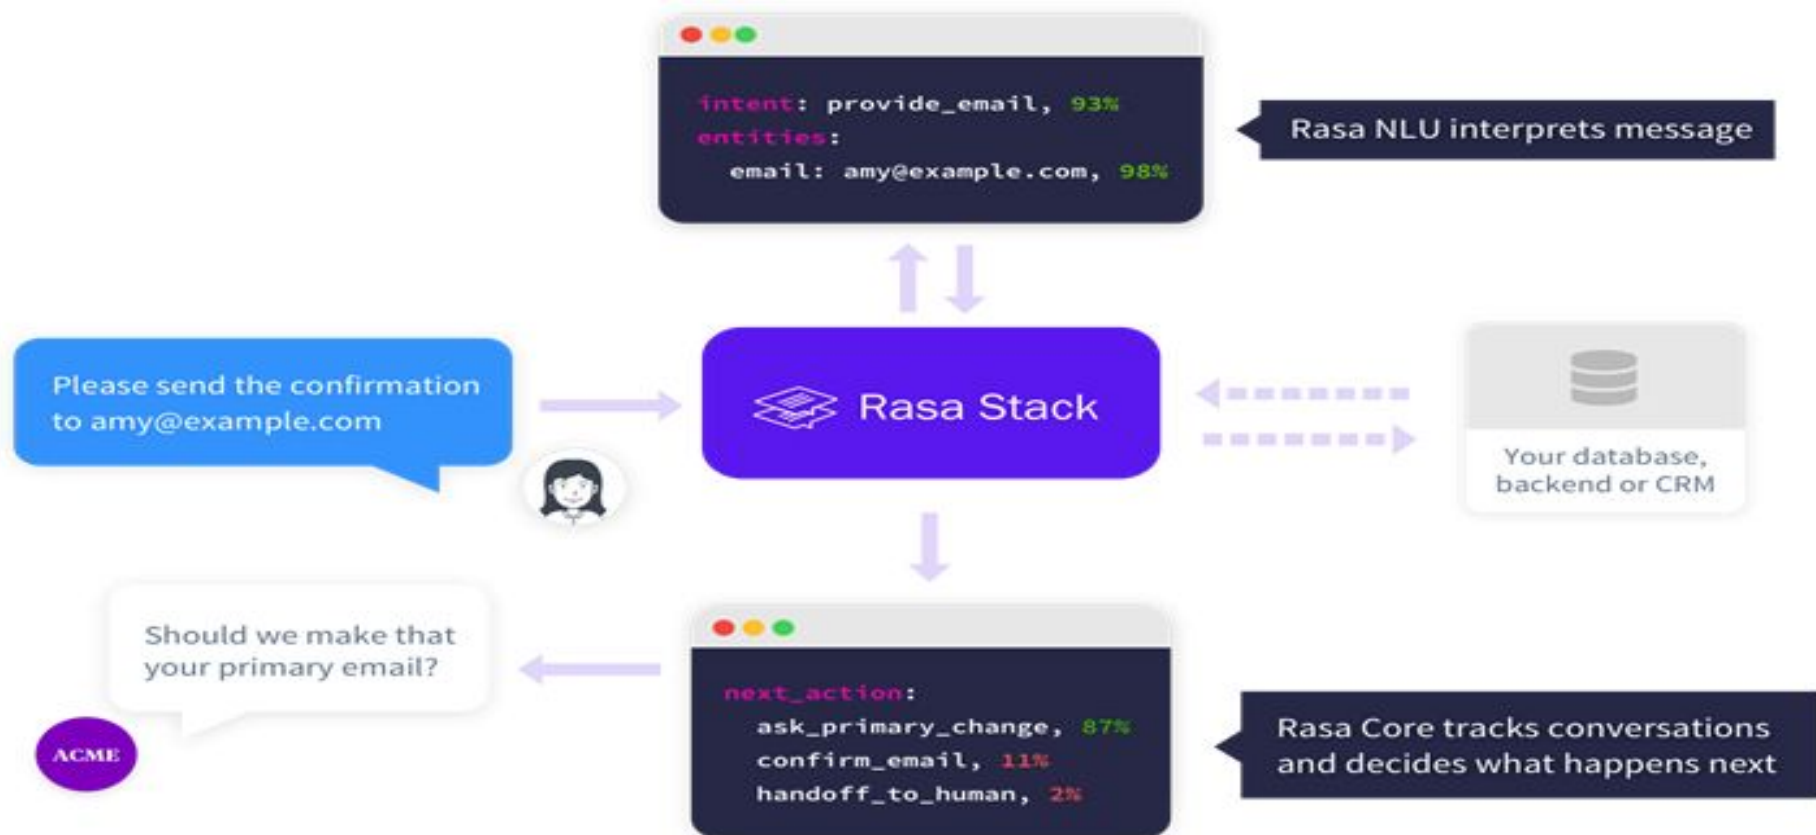 intent: provide_email, 93%
entities:
email: amy@example.com, 98%
Rasa NLU interprets message
Please send the confirmation
to amy@example.com
Rasa Stack
Your database,
backend or CRM
Should we make that
your primary email?
ACME
next_action:
ask_primary_change, 87%
confirm_email, 11%
handoff_to_human, 2%
Rasa Core tracks conversations
and decides what happens next